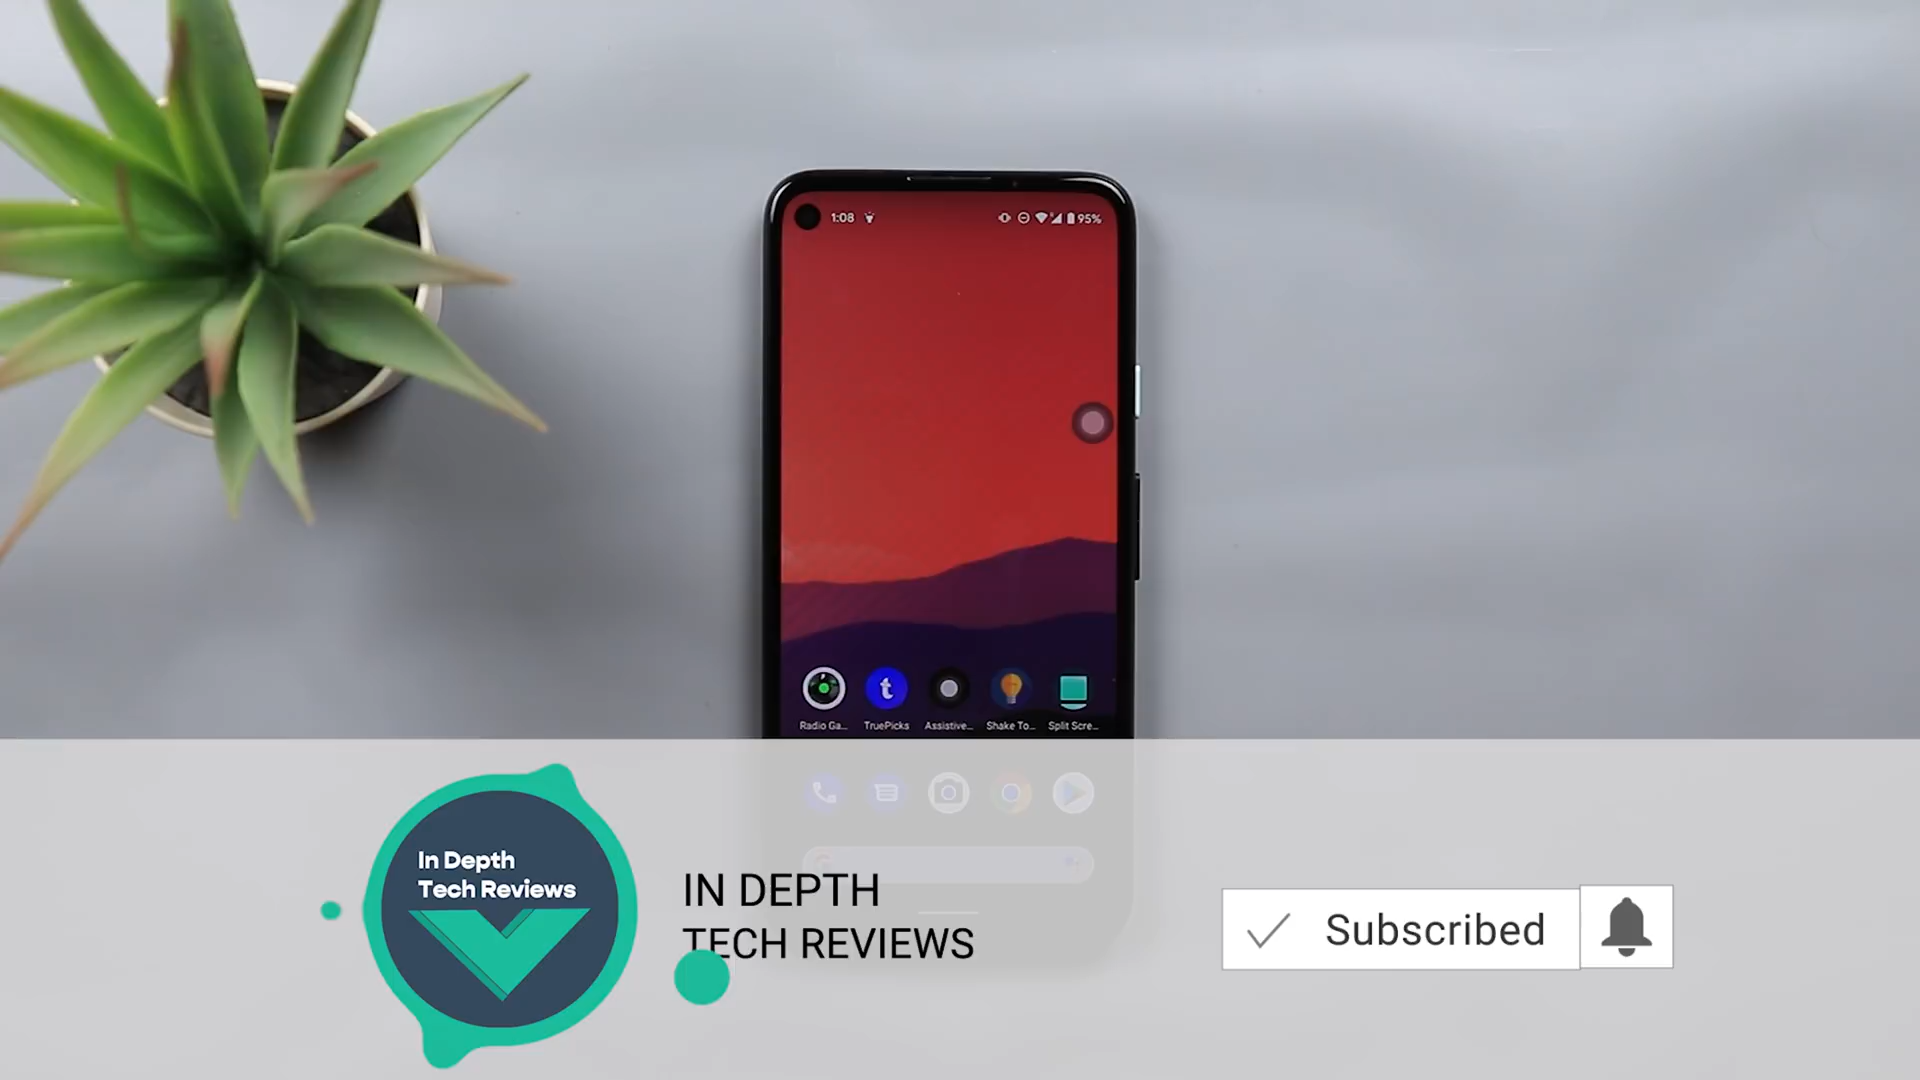 1:08
95%
Radio Ga...
TruePicks
Assistive...
Shake To...
Split Scre...
In Depth
Tech Reviews
IN DEPTH
TECH REVIEWS
Subscribed